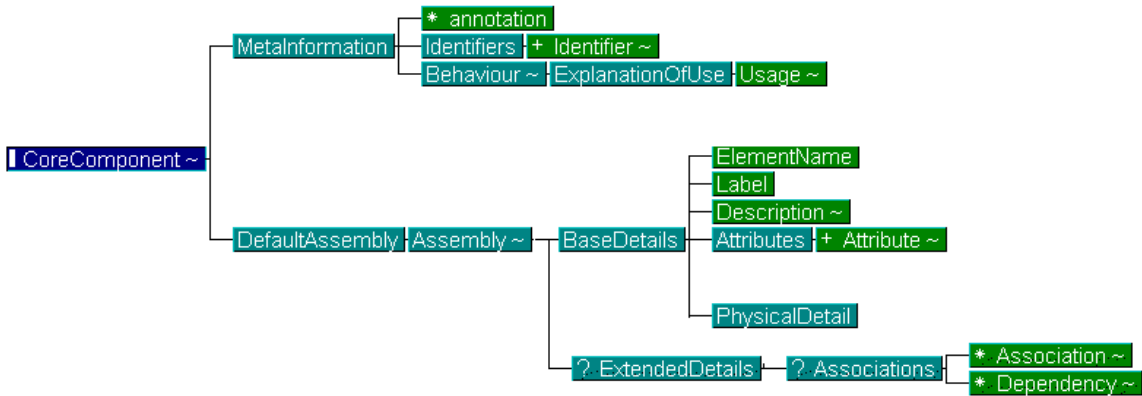 * annotation
MetaInformation Identifiers + Identifier ~
Behaviour ~ ExplanationOfUse Usage ~
CoreComponent ~
ElementName
Label
Description ~
DefaultAssembly Assembly ~ BaseDetails Attributes + Attribute ~
PhysicalDetail
? ExtendedDetails ? Associations * Association ~
* Dependency ~